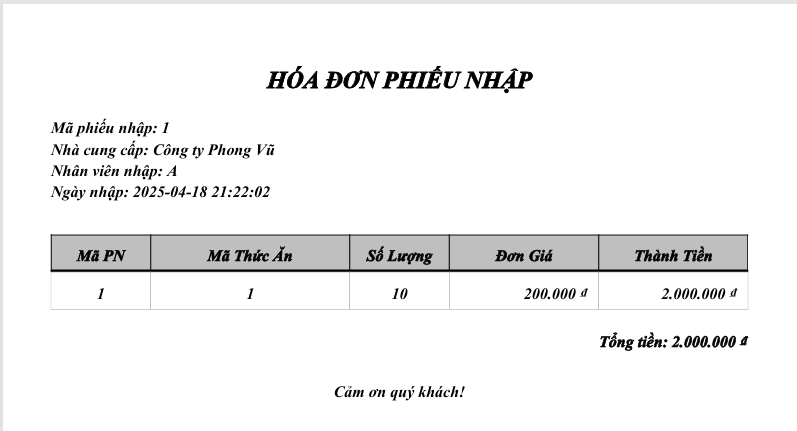 HÓA ĐƠN PHIẾU NHẬP
Mã phiếu nhập: 1
Nhà cung cấp: Công ty Phong Vũ
Nhân viên nhập: A
Ngày nhập: 2025-04-18 21:22:02
Mã PN Mã Thức Ăn Số Lượng Đơn Giá Thành Tiền
1 1 10 200.000 đ 2.000.000 đ
Tổng tiền: 2.000.000 đ
Cảm ơn quý khách!